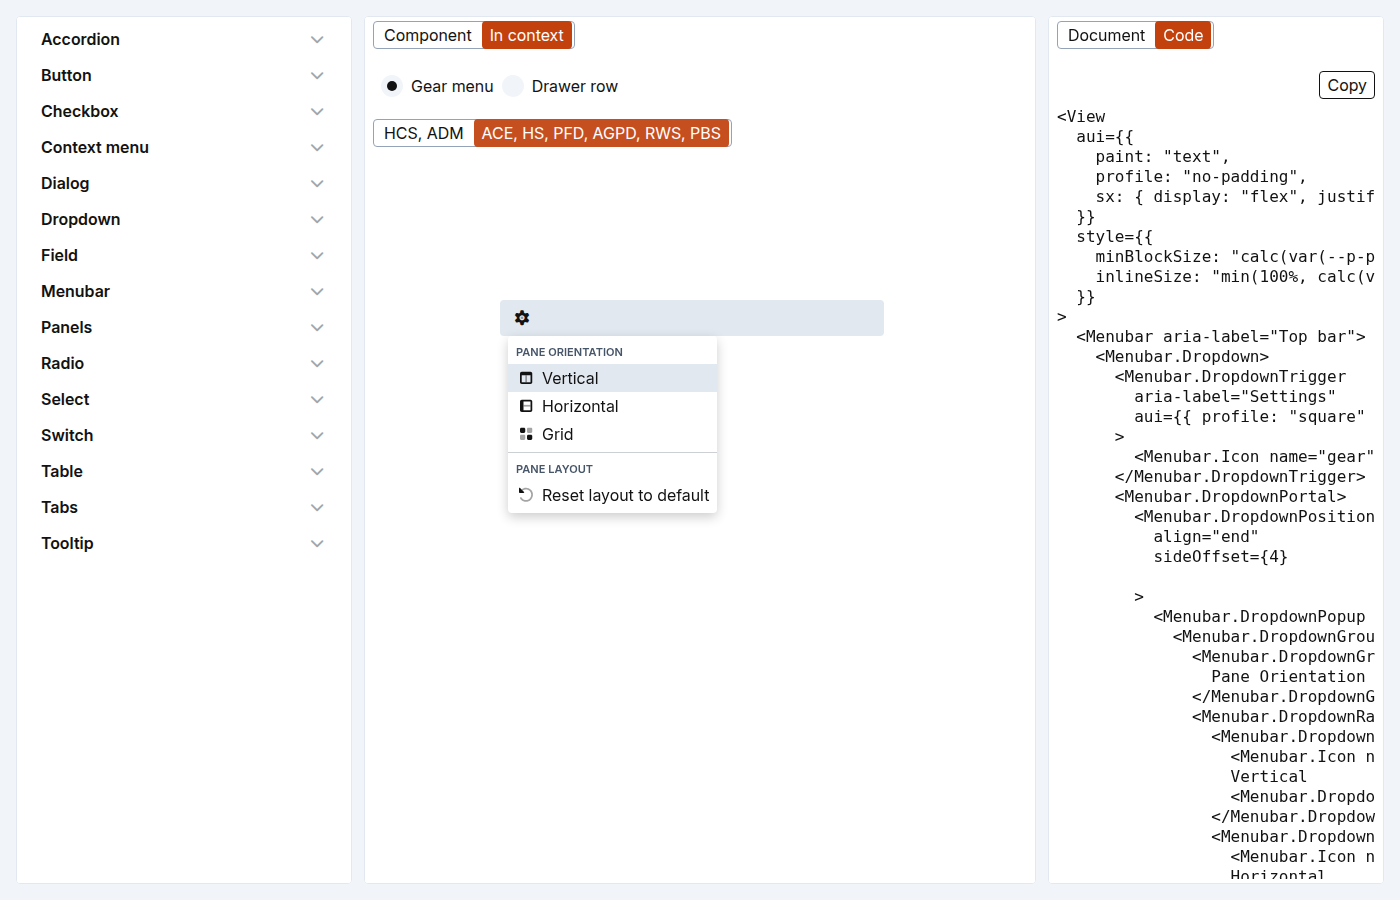 Accordion
Button
Checkbox
Context menu
Dialog
Dropdown
Field
Menubar
Panels
Radio
Select
Switch
Table
Tabs
Tooltip
Component In context
Gear menu Drawer row
HCS, ADM ACE, HS, PFD, AGPD, RWS, PBS
PANE ORIENTATION
Vertical
Horizontal
Grid
PANE LAYOUT
Reset layout to default
Document Code
Copy
<View
  aui={{
    paint: "text",
    profile: "no-padding",
    sx: { display: "flex", justif
  }}
  style={{
    minBlockSize: "calc(var(--p-p
    inlineSize: "min(100%, calc(v
  }}
>
  <Menubar aria-label="Top bar">
    <Menubar.Dropdown>
      <Menubar.DropdownTrigger
        aria-label="Settings"
        aui={{ profile: "square"
      >
        <Menubar.Icon name="gear"
      </Menubar.DropdownTrigger>
      <Menubar.DropdownPortal>
        <Menubar.DropdownPosition
          align="end"
          sideOffset={4}
        >
          <Menubar.DropdownPopup
            <Menubar.DropdownGrou
              <Menubar.DropdownGr
                Pane Orientation
              </Menubar.DropdownG
              <Menubar.DropdownRa
                <Menubar.Dropdown
                  <Menubar.Icon n
                  Vertical
                  <Menubar.Dropdo
                </Menubar.Dropdow
                <Menubar.Dropdown
                  <Menubar.Icon n
                  Horizontal